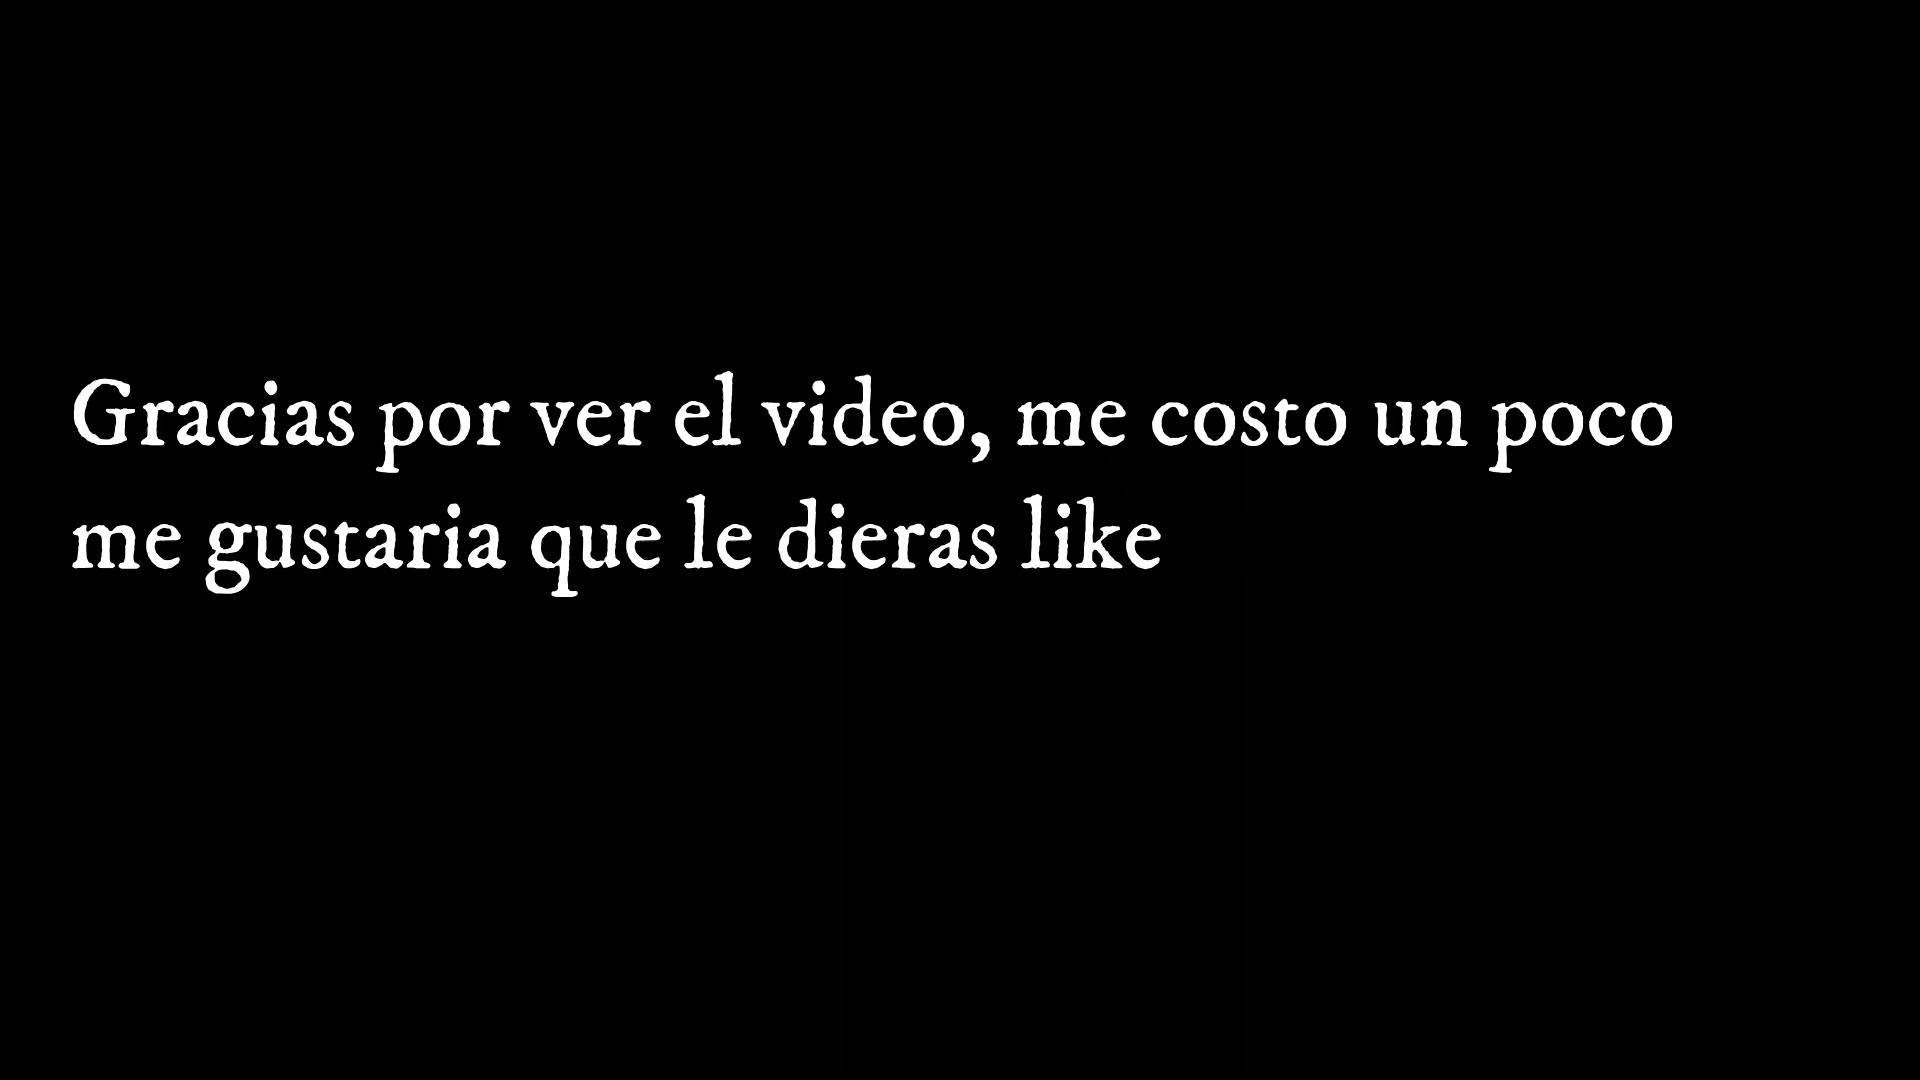 Gracias por ver el video, me costo un poco
me gustaria que le dieras like